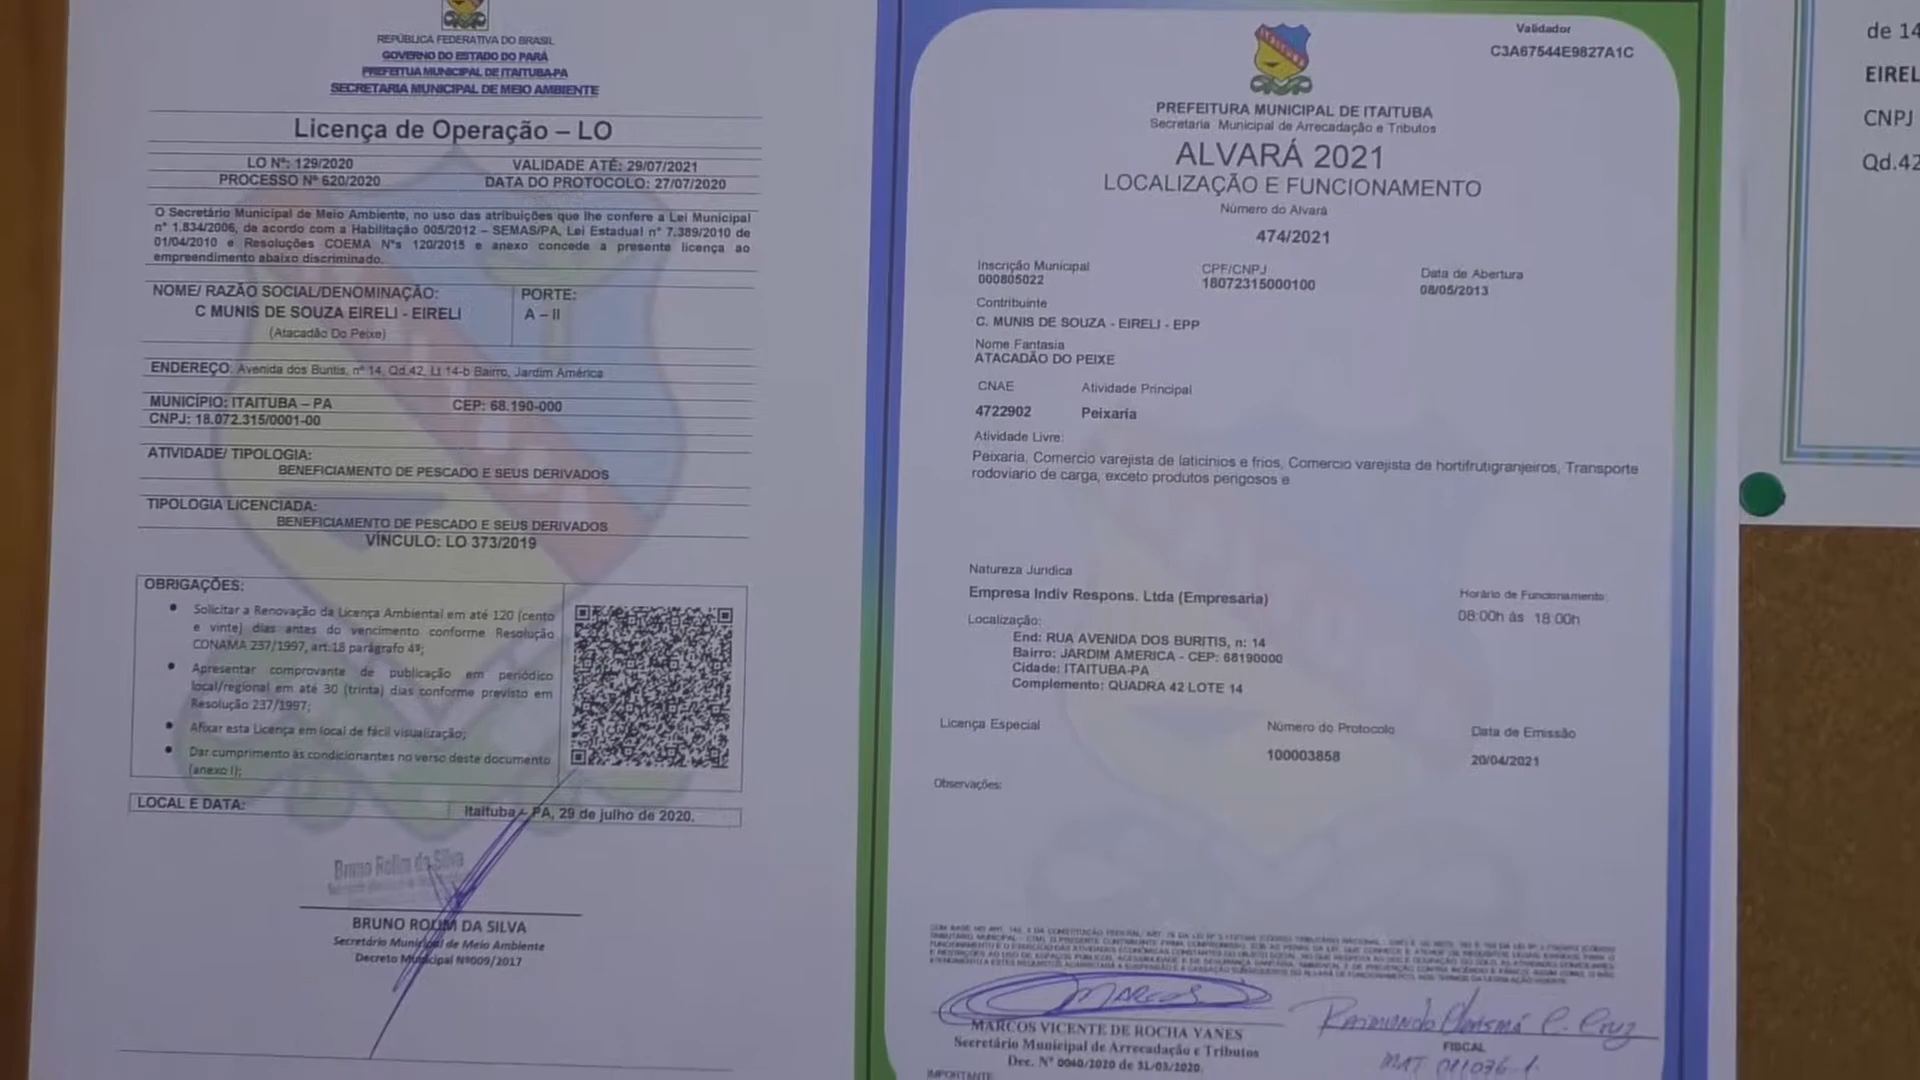 REPÚBLICA FEDERATIVA DO BRASIL
GOVERNO DO ESTADO DO PARÁ
PREFEITUA MUNICIPAL DE ITAITUBA-PA
SECRETARIA MUNICIPAL DE MEIO AMBIENTE
Licença de Operação – LO
LO Nº: 129/2020 VALIDADE ATÉ: 29/07/2021
PROCESSO Nº 620/2020 DATA DO PROTOCOLO: 27/07/2020
O Secretário Municipal de Meio Ambiente, no uso das atribuições que lhe confere a Lei Municipal
nº 1.834/2006, de acordo com a Habilitação 005/2012 – SEMAS/PA, Lei Estadual nº 7.389/2010 de
01/04/2010 e Resoluções COEMA Nºs 120/2015 e anexo concede a presente licença ao
empreendimento abaixo discriminado.
NOME/ RAZÃO SOCIAL/DENOMINAÇÃO: PORTE:
C MUNIS DE SOUZA EIRELI - EIRELI A – II
(Atacadão Do Peixe)
ENDEREÇO: Avenida dos Buritis, nº 14, Qd.42, Lt 14-b Bairro, Jardim América
MUNICÍPIO: ITAITUBA – PA CEP: 68.190-000
CNPJ: 18.072.315/0001-00
ATIVIDADE/ TIPOLOGIA:
BENEFICIAMENTO DE PESCADO E SEUS DERIVADOS
TIPOLOGIA LICENCIADA:
BENEFICIAMENTO DE PESCADO E SEUS DERIVADOS
VÍNCULO: LO 373/2019
OBRIGAÇÕES:
• Solicitar a Renovação da Licença Ambiental em até 120 (cento
e vinte) dias antes do vencimento conforme Resolução
CONAMA 237/1997, art.18 parágrafo 4º;
• Apresentar comprovante de publicação em periódico
local/regional em até 30 (trinta) dias conforme previsto em
Resolução 237/1997;
• Afixar esta Licença em local de fácil visualização;
• Dar cumprimento às condicionantes no verso deste documento
(anexo I);
LOCAL E DATA: Itaituba – PA, 29 de julho de 2020.
Bruno Rolim da Silva
BRUNO ROLIM DA SILVA
Secretário Municipal de Meio Ambiente
Decreto Municipal Nº009/2017
Validador
C3A67544E9827A1C
PREFEITURA MUNICIPAL DE ITAITUBA
Secretaria Municipal de Arrecadação e Tributos
ALVARÁ 2021
LOCALIZAÇÃO E FUNCIONAMENTO
Número do Alvará
474/2021
Inscrição Municipal CPF/CNPJ Data de Abertura
000805022 18072315000100 08/05/2013
Contribuinte
C. MUNIS DE SOUZA - EIRELI - EPP
Nome Fantasia
ATACADÃO DO PEIXE
CNAE Atividade Principal
4722902 Peixaria
Atividade Livre:
Peixaria, Comercio varejista de laticinios e frios, Comercio varejista de hortifrutigranjeiros, Transporte
rodoviario de carga, exceto produtos perigosos e
Natureza Juridica
Empresa Indiv Respons. Ltda (Empresaria)
Horário de Funcionamento:
08:00h às 18:00h
Localização:
End: RUA AVENIDA DOS BURITIS, n: 14
Bairro: JARDIM AMERICA - CEP: 68190000
Cidade: ITAITUBA-PA
Complemento: QUADRA 42 LOTE 14
Licença Especial Número do Protocolo Data de Emissão
100003858 20/04/2021
Observações:
MARCOS
MARCOS VICENTE DE ROCHA YANES
Secretário Municipal de Arrecadação e Tributos
Dec. Nº 0040/2020 de 31/03/2020.
Raimundo C. Cruz
FISCAL
MAT
IMPORTANTE
de 14
EIREL
CNPJ
Qd.42